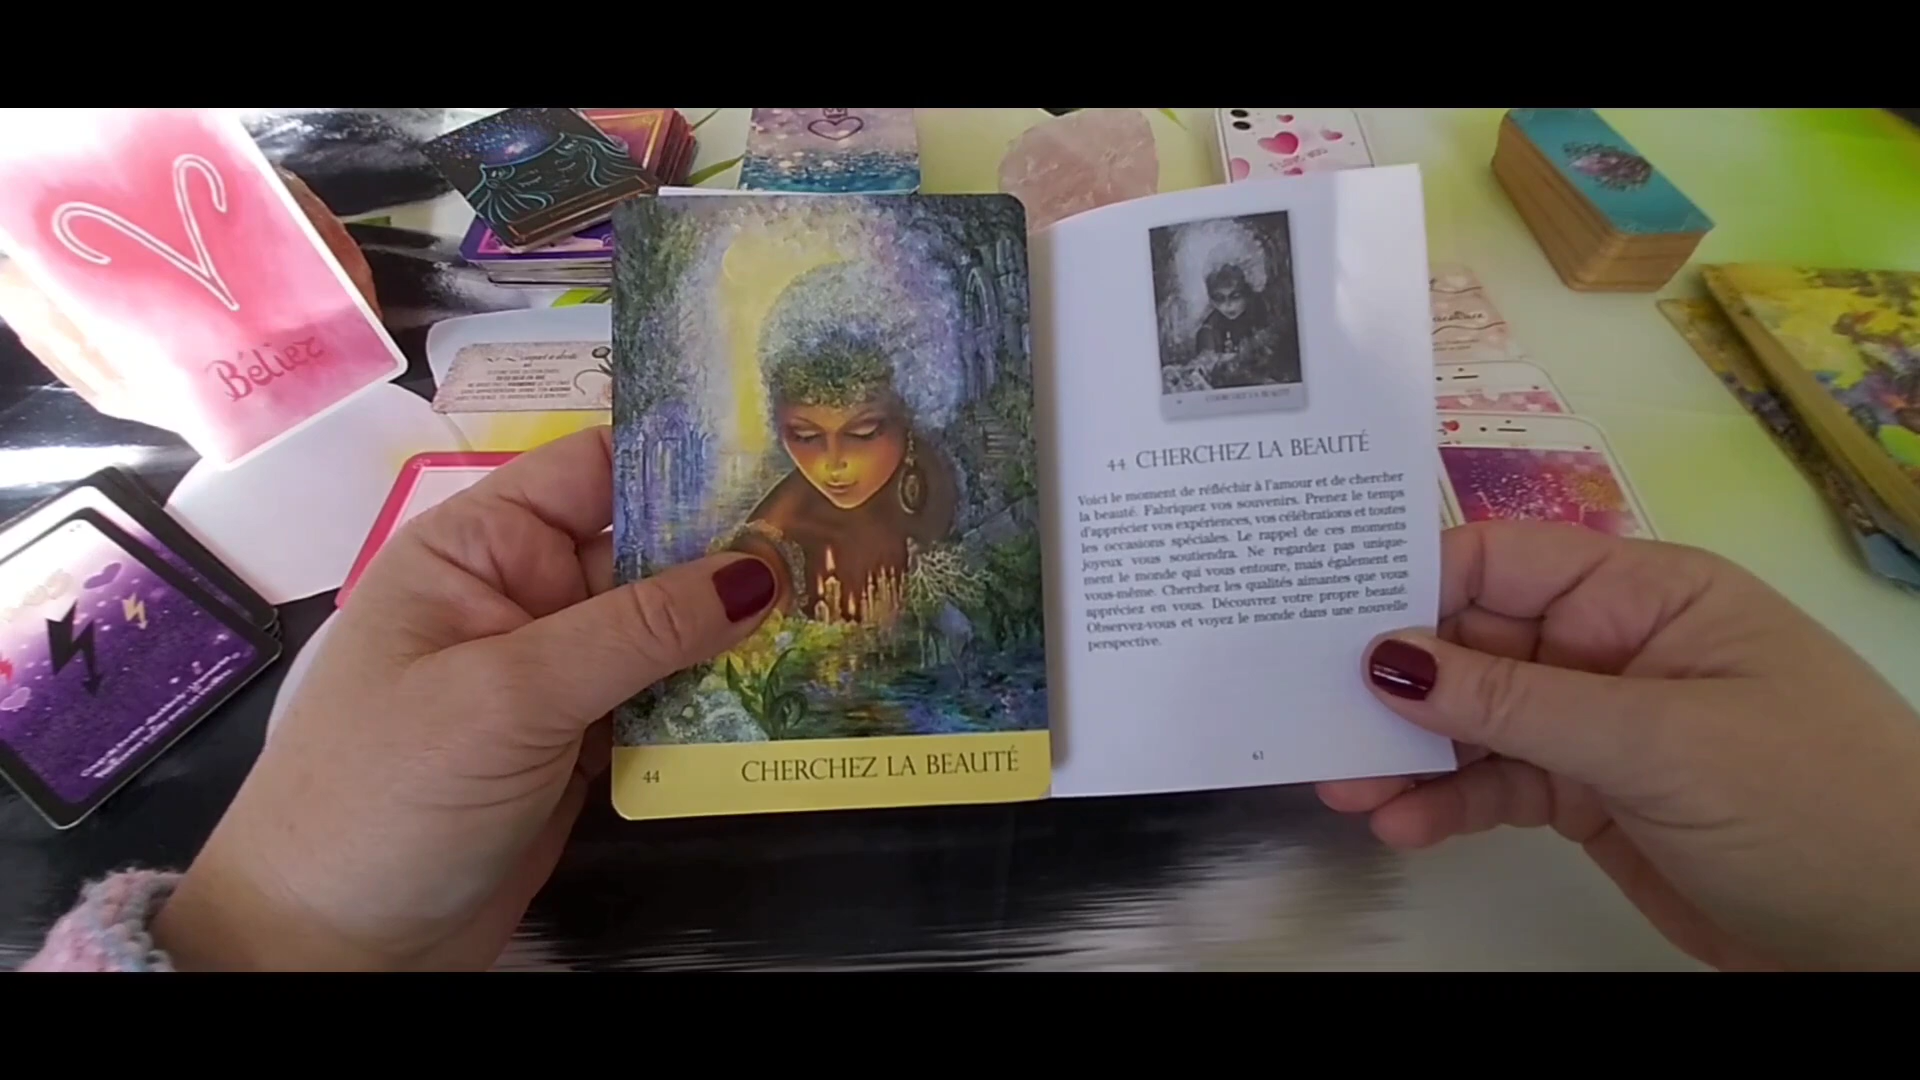 Bélier
44 CHERCHEZ LA BEAUTÉ
CHERCHEZ LA BEAUTÉ
44 CHERCHEZ LA BEAUTÉ
Voici le moment de réfléchir à l'amour et de chercher
la beauté. Fabriquez vos souvenirs. Prenez le temps
d'apprécier vos expériences, vos célébrations et toutes
les occasions spéciales. Le rappel de ces moments
joyeux vous soutiendra. Ne regardez pas unique-
ment le monde qui vous entoure, mais également en
vous-même. Cherchez les qualités aimantes que vous
appréciez en vous. Découvrez votre propre beauté.
Observez-vous et voyez le monde dans une nouvelle
perspective.
61